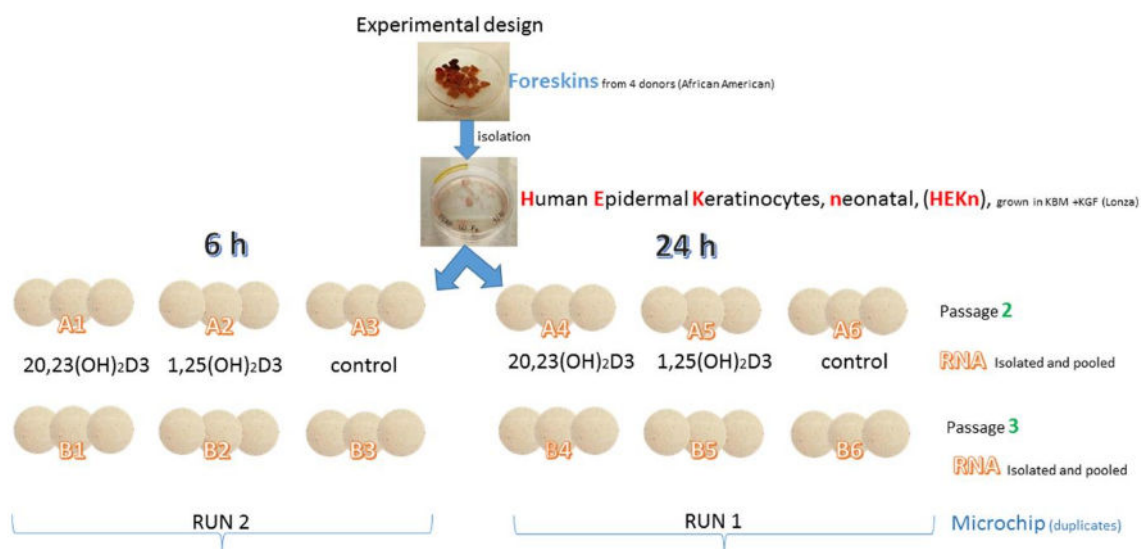 Experimental design
Foreskins from 4 donors (African American)
isolation
Human Epidermal Keratinocytes, neonatal, (HEKn), grown in KBM +KGF (Lonza)
6 h
24 h
A1 A2 A3 A4 A5 A6
Passage 2
20,23(OH)₂D3 1,25(OH)₂D3 control 20,23(OH)₂D3 1,25(OH)₂D3 control
RNA Isolated and pooled
B1 B2 B3 B4 B5 B6
Passage 3
RNA Isolated and pooled
RUN 2 RUN 1 Microchip (duplicates)